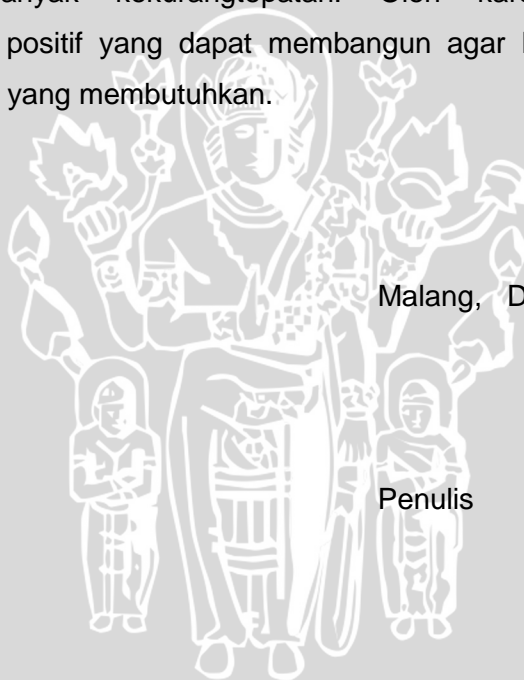 positif yang dapat membangun agar
yang membutuhkan.
Malang, D
Penulis